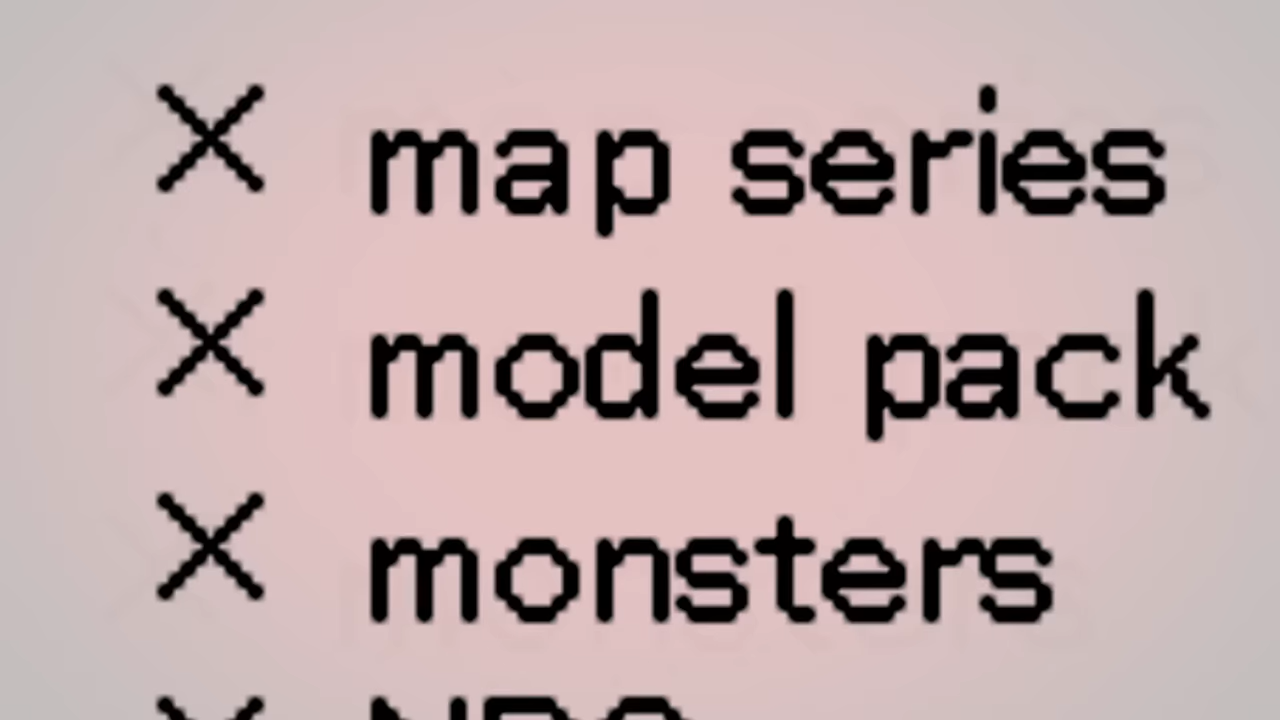 × map series
× model pack
× monsters